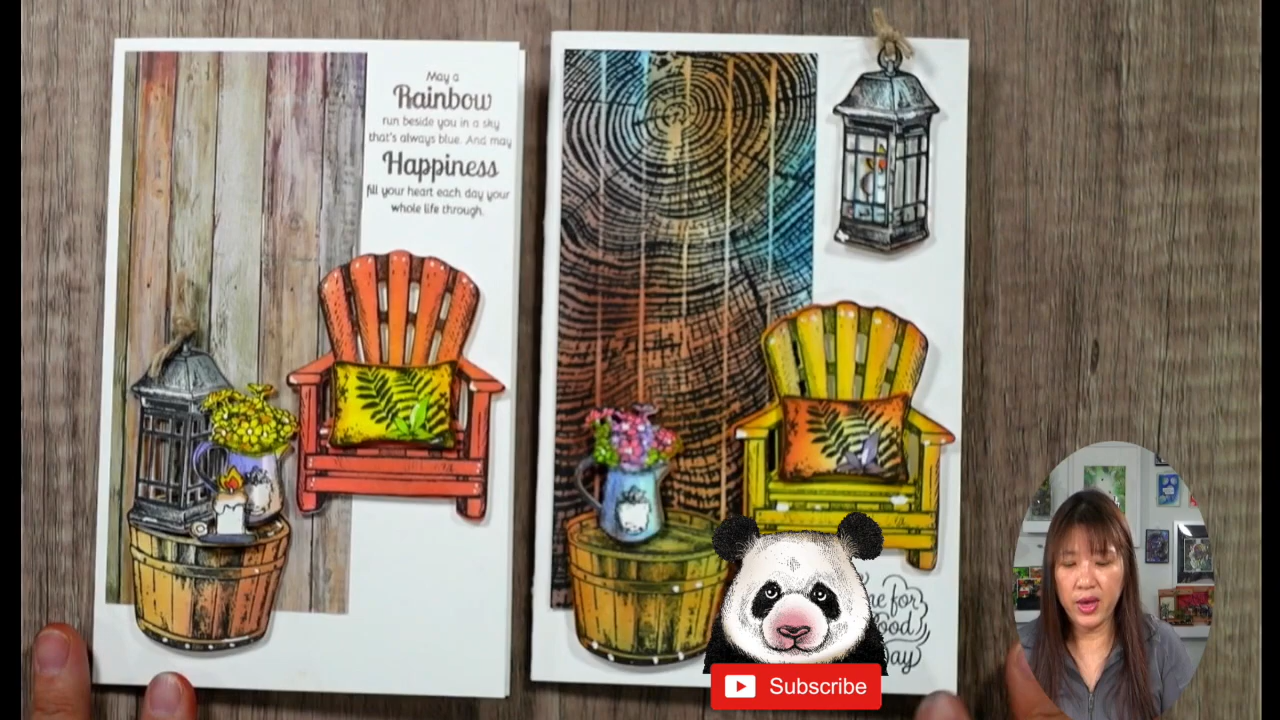 May a
Rainbow
run beside you in a sky
that's always blue. And may
Happiness
fill your heart each day your
whole life through.
for
Subscribe